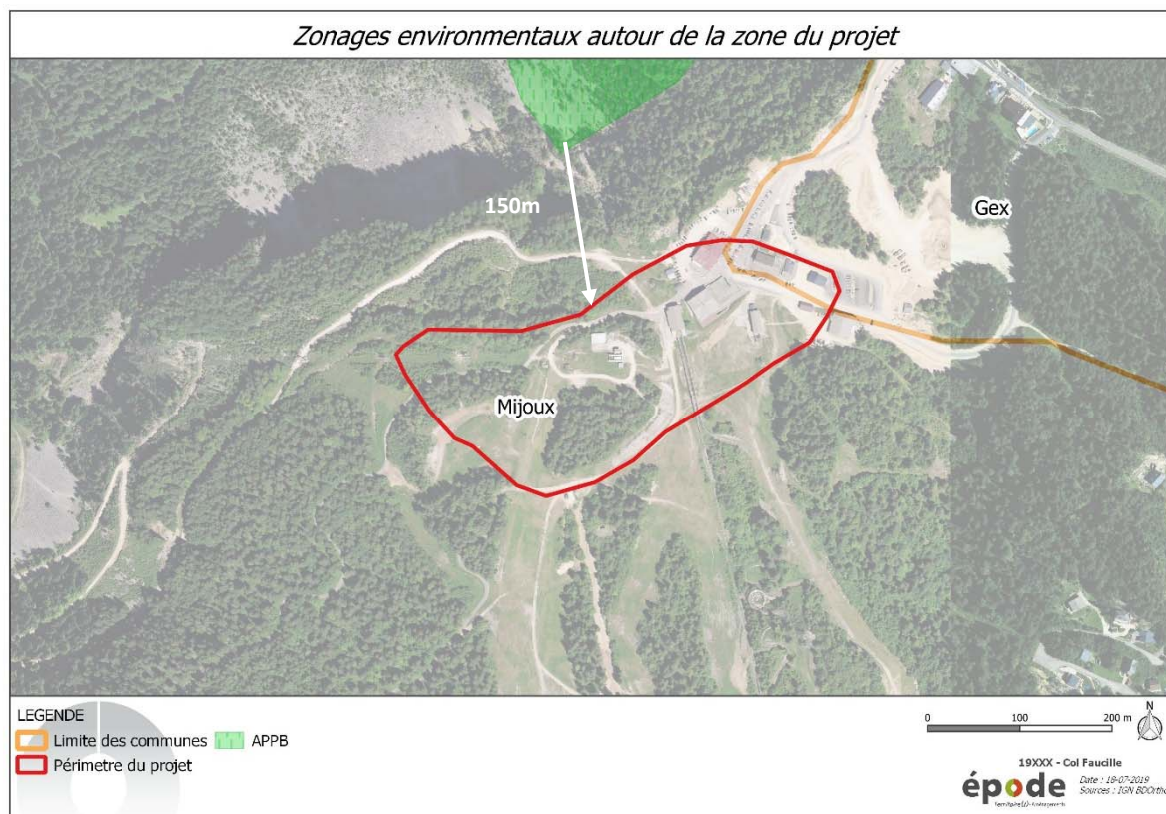 Zonages environmentaux autour de la zone du projet
150m
Gex
Mijoux
LEGENDE
Limite des communes
APPB
Périmetre du projet
0 100 200 m
N
19XXX - Col Faucille
épode
Date : 18-07-2019
Sources : IGN BDOrtho